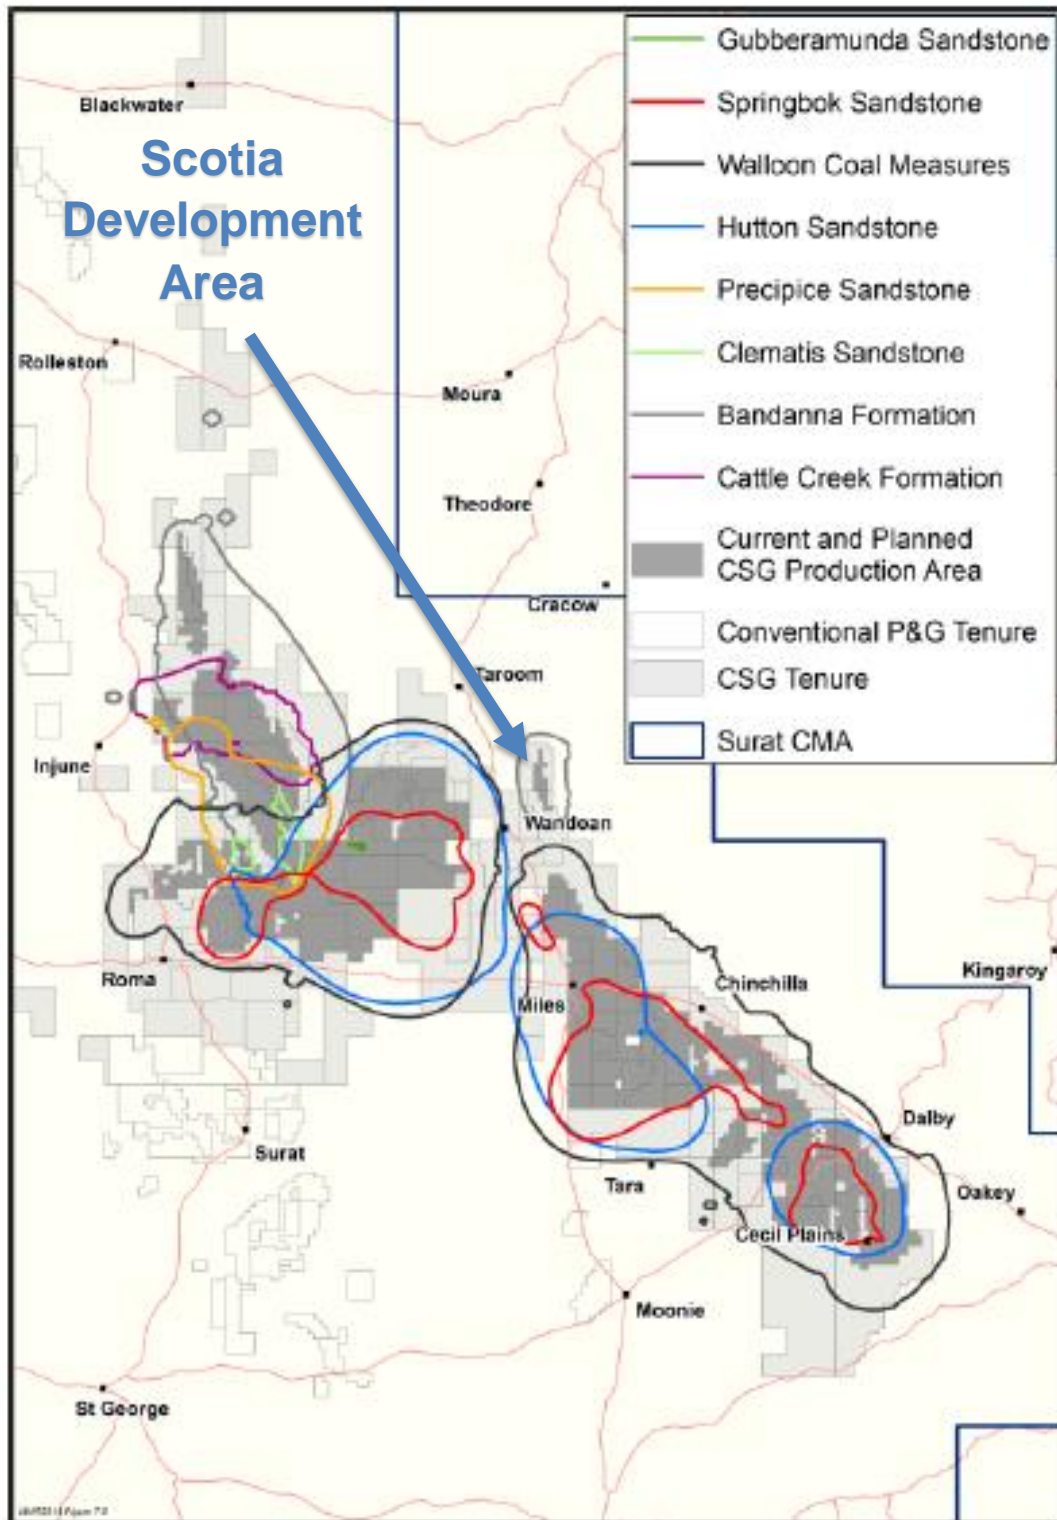 Gubberamunda Sandstone
Springbok Sandstone
Walloon Coal Measures
Hutton Sandstone
Precipice Sandstone
Clematis Sandstone
Bandanna Formation
Cattle Creek Formation
Current and Planned
CSG Production Area
Conventional P&G Tenure
CSG Tenure
Surat CMA
Blackwater
Scotia
Development
Area
Rolleston
Moura
Theodore
Cracow
Taroom
Injune
Wandoan
Roma
Miles
Chinchilla
Kingaroy
Surat
Dalby
Tara
Oakey
Cecil Plains
Moonie
St George